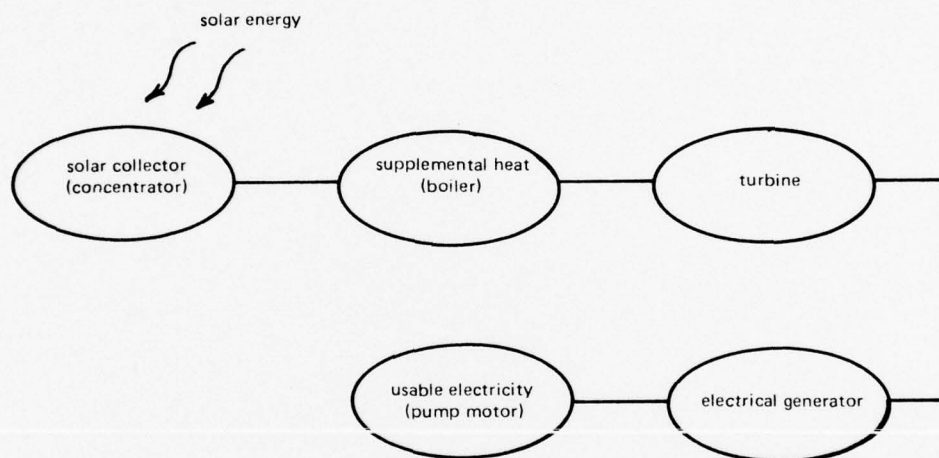 solar energy
solar collector
(concentrator)
supplemental heat
(boiler)
turbine
usable electricity
(pump motor)
electrical generator